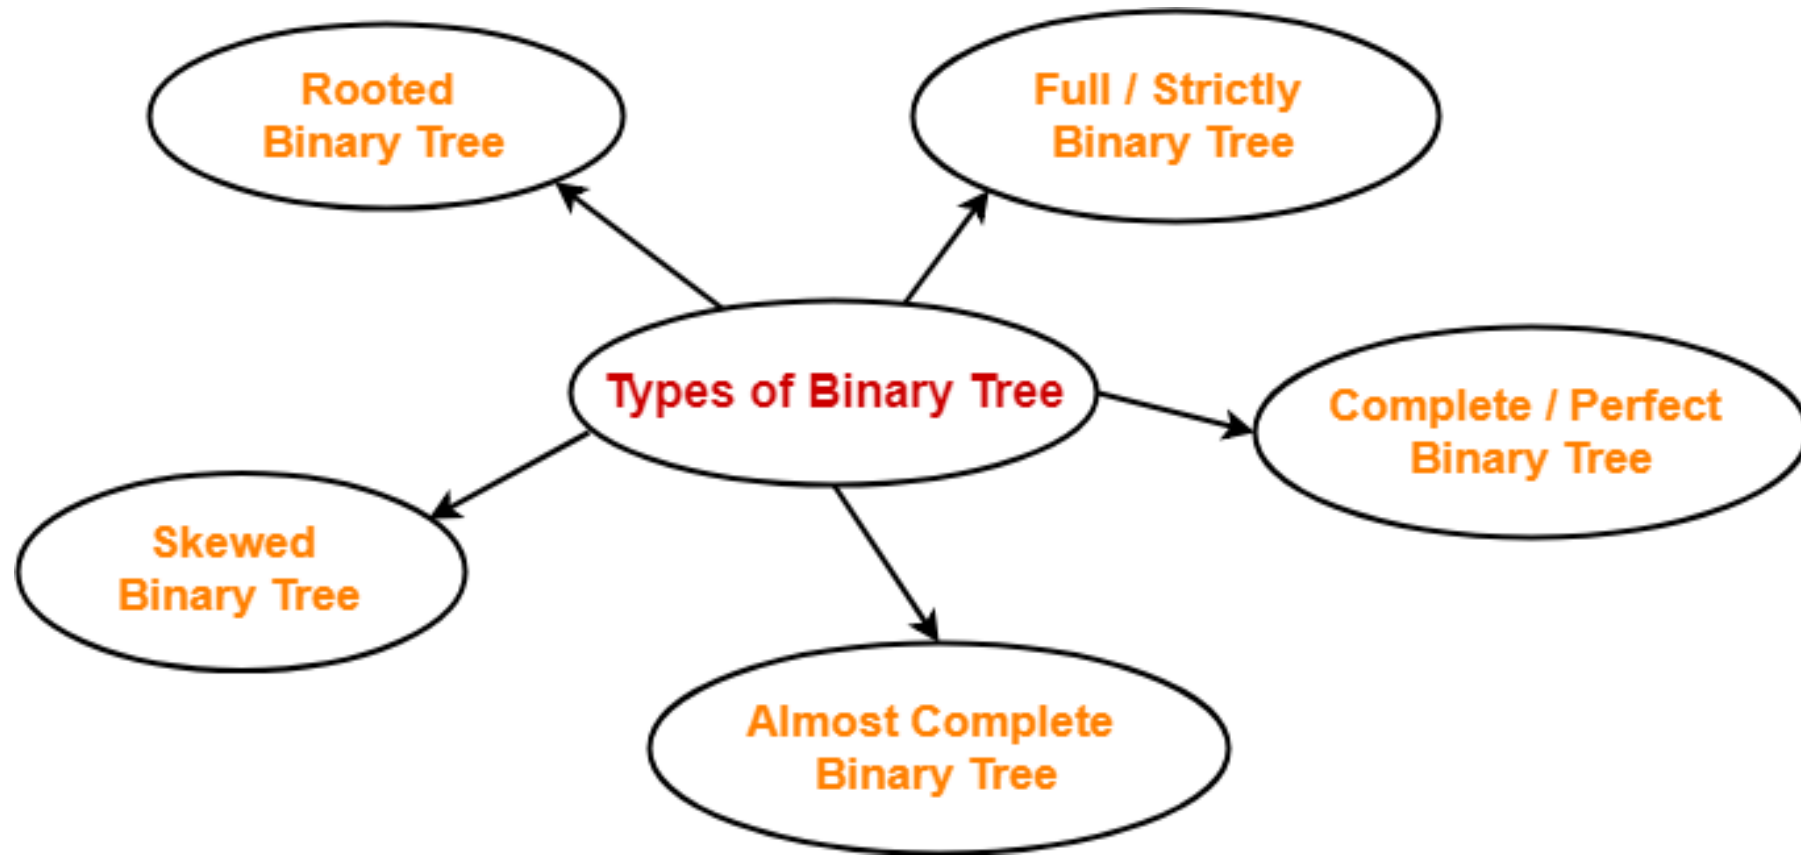 Rooted
Binary Tree
Full / Strictly
Binary Tree
Types of Binary Tree
Complete / Perfect
Binary Tree
Skewed
Binary Tree
Almost Complete
Binary Tree